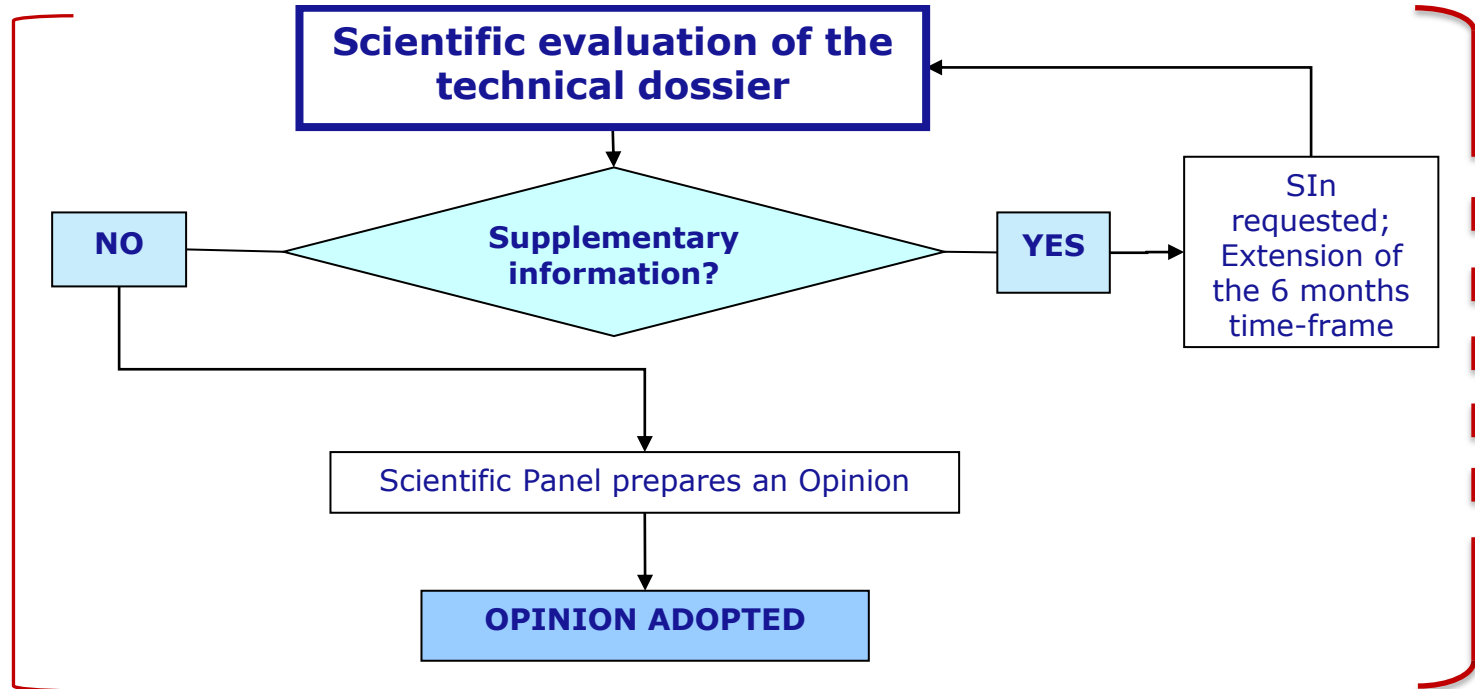 Scientific evaluation of the
technical dossier
NO
Supplementary
information?
YES
SIn
requested;
Extension of
the 6 months
time-frame
Scientific Panel prepares an Opinion
OPINION ADOPTED